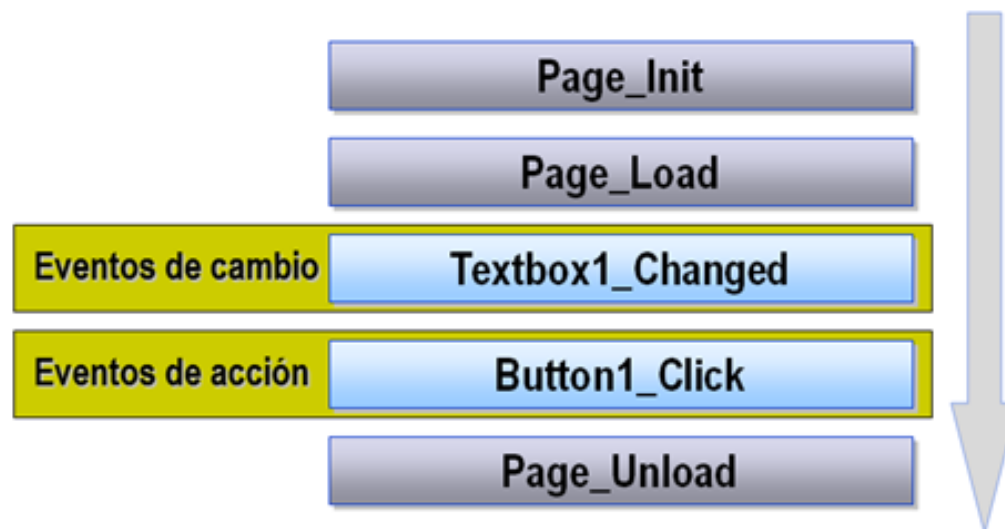 Page_Init
Page_Load
Eventos de cambio Textbox1_Changed
Eventos de acción Button1_Click
Page_Unload